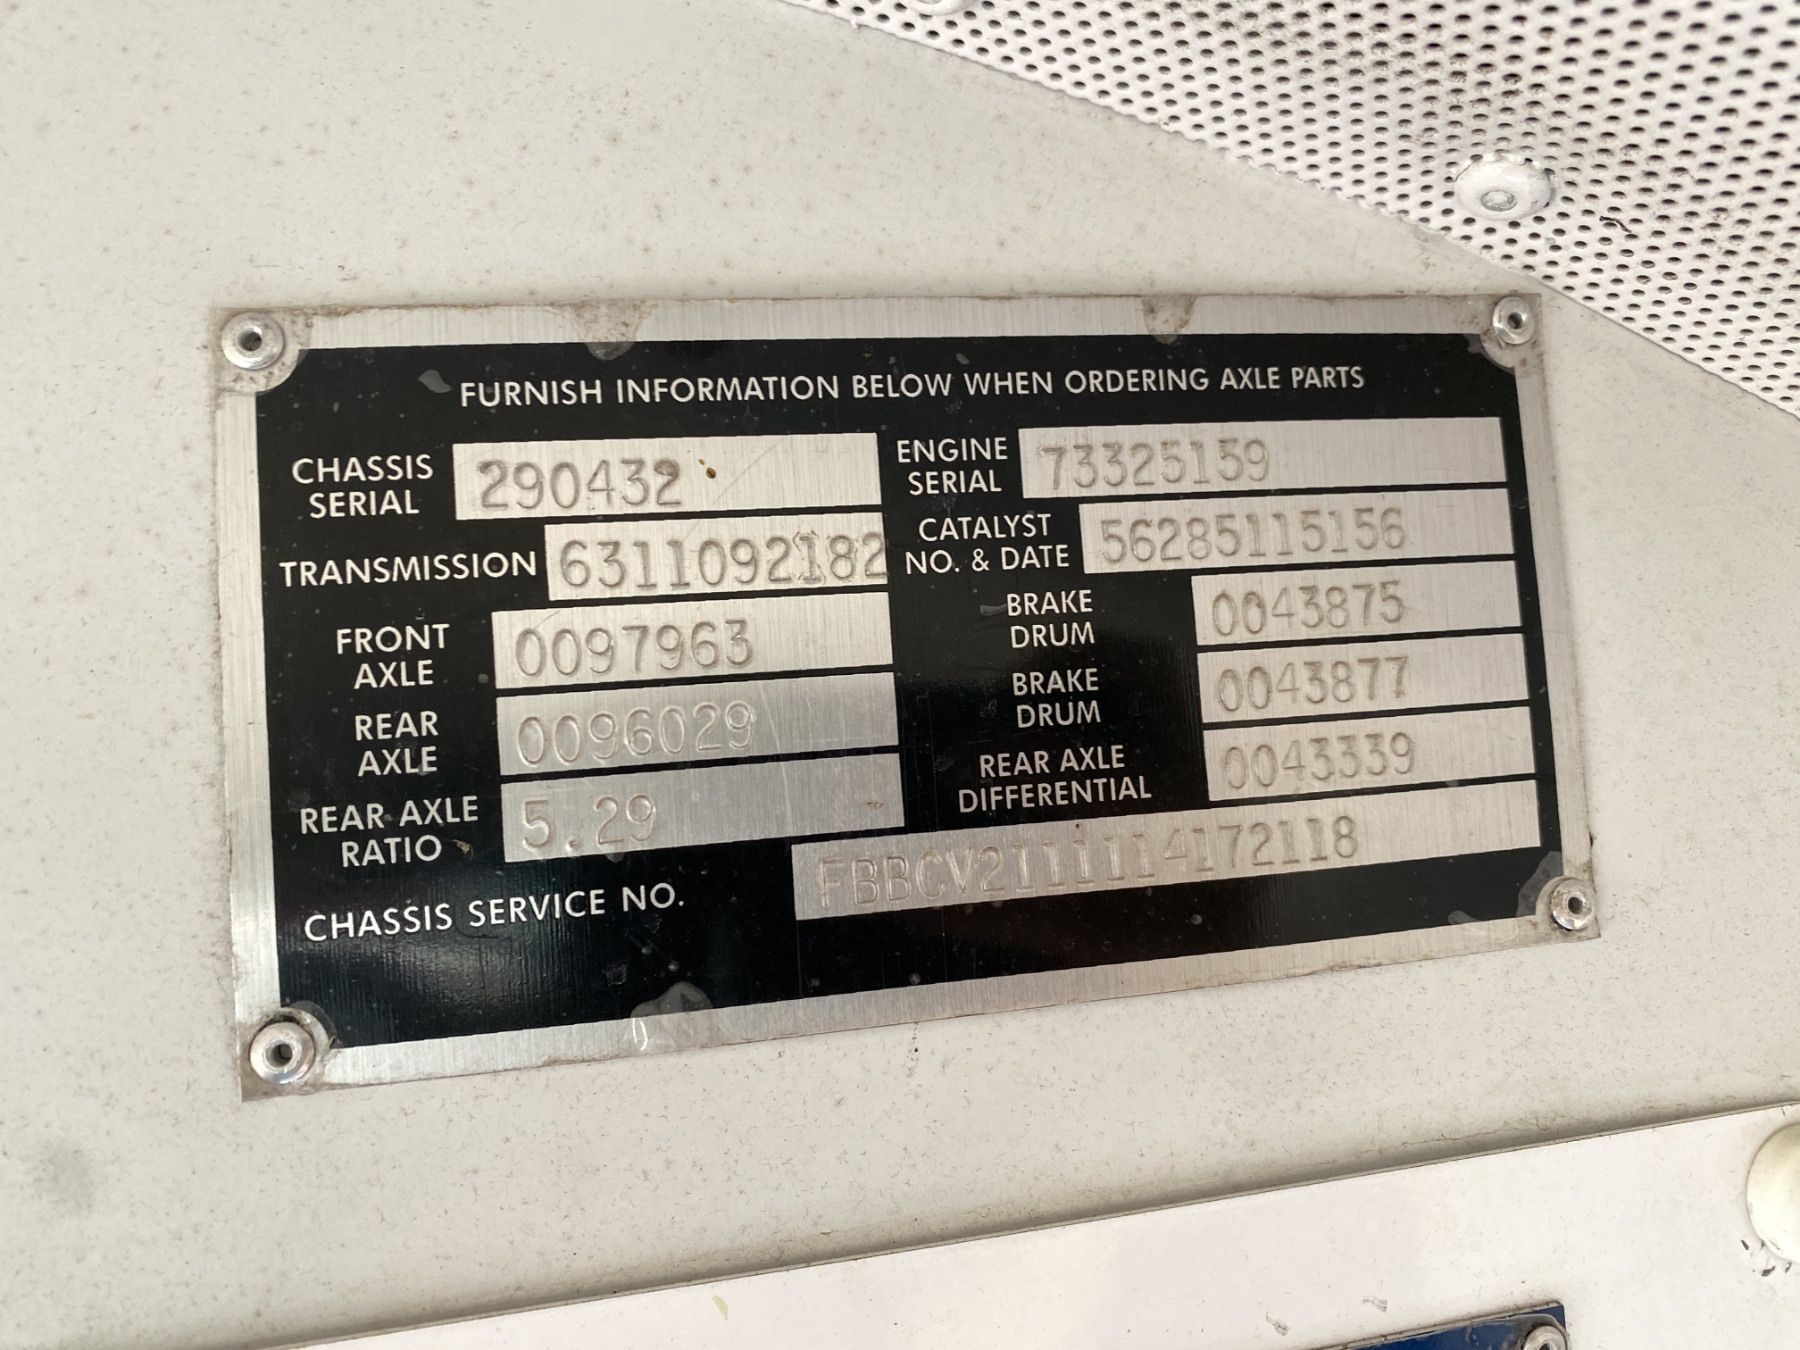 FURNISH INFORMATION BELOW WHEN ORDERING AXLE PARTS
CHASSIS
SERIAL
290432
TRANSMISSION 6311092182
FRONT
AXLE
0097963
REAR
AXLE
0096029
REAR AXLE
RATIO
5.29
ENGINE
SERIAL
73325159
CATALYST
NO. & DATE
56285115156
BRAKE
DRUM
0043875
BRAKE
DRUM
0043877
REAR AXLE
DIFFERENTIAL
0043339
CHASSIS SERVICE NO. FBBCV2111114172118